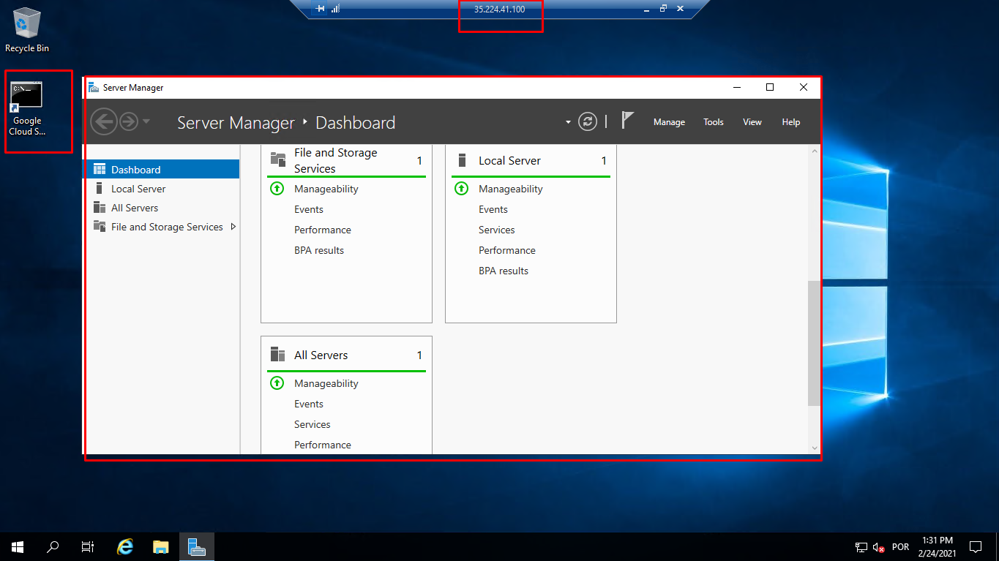 35.224.41.100
Recycle Bin
Google
Cloud S...
C:\_
Server Manager
Server Manager
Dashboard
Manage
Tools
View
Help
Dashboard
Local Server
All Servers
File and Storage Services
File and Storage
Services
1
Manageability
Events
Performance
BPA results
Local Server
1
Manageability
Events
Services
Performance
BPA results
All Servers
1
Manageability
Events
Services
Performance
POR
1:31 PM
2/24/2021